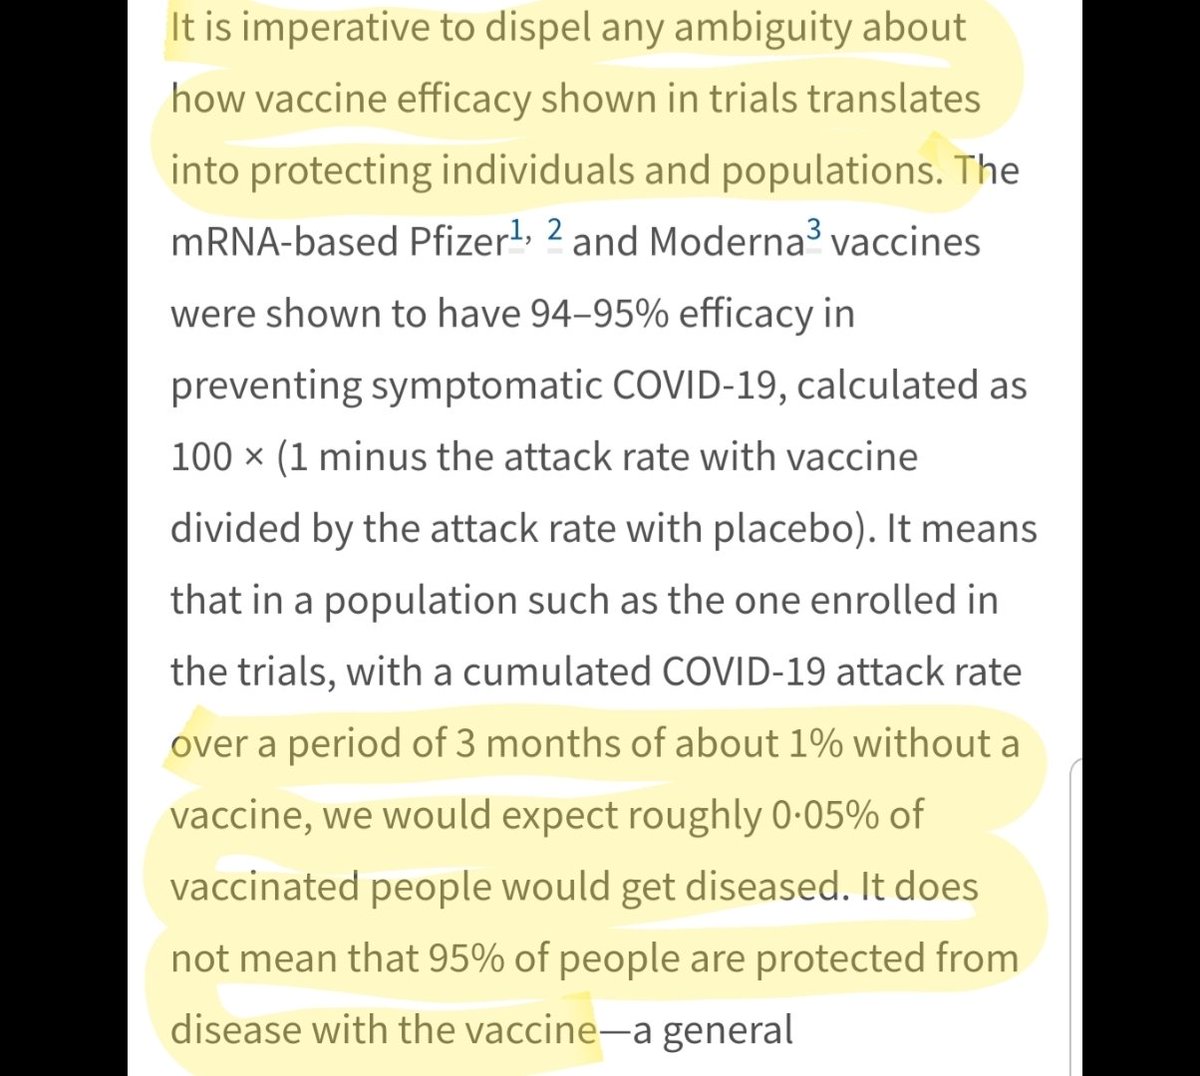 It is imperative to dispel any ambiguity about
how vaccine efficacy shown in trials translates
into protecting individuals and populations. The
mRNA-based Pfizer1, 2 and Moderna3 vaccines
were shown to have 94–95% efficacy in
preventing symptomatic COVID-19, calculated as
100 × (1 minus the attack rate with vaccine
divided by the attack rate with placebo). It means
that in a population such as the one enrolled in
the trials, with a cumulated COVID-19 attack rate
over a period of 3 months of about 1% without a
vaccine, we would expect roughly 0·05% of
vaccinated people would get diseased. It does
not mean that 95% of people are protected from
disease with the vaccine—a general